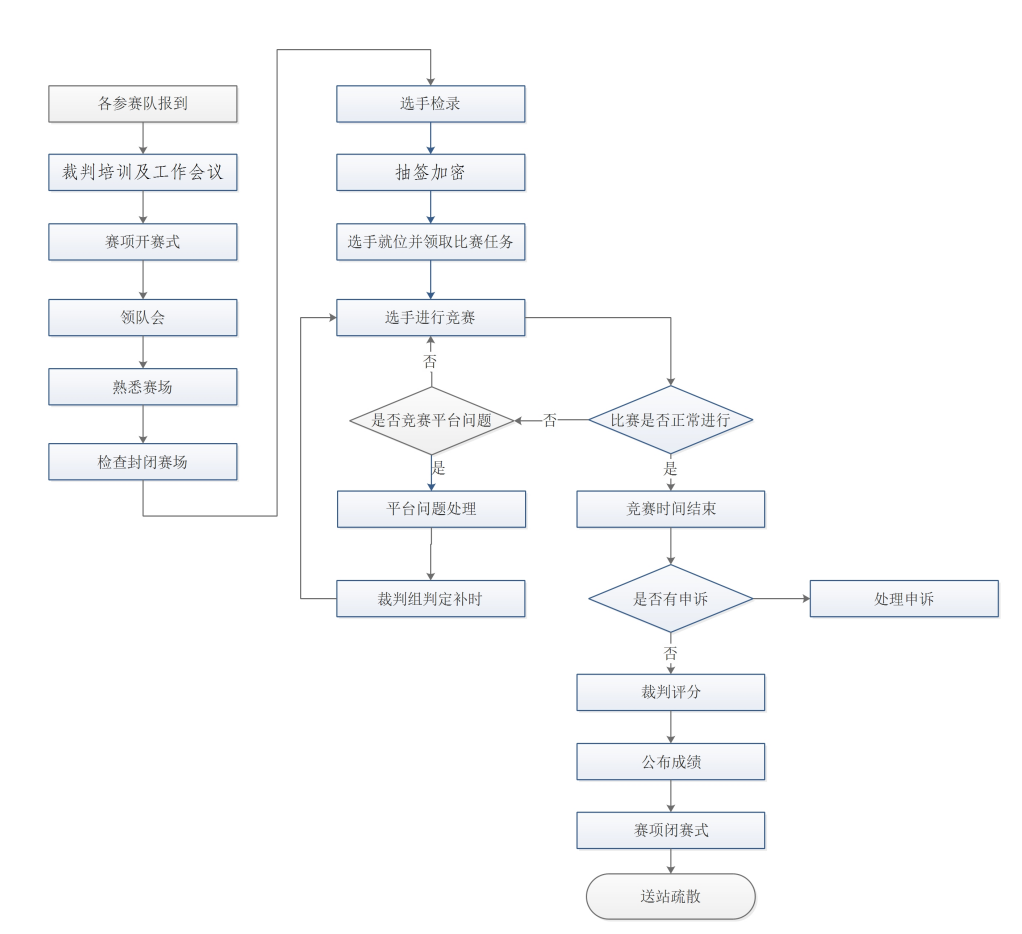 各参赛队报到
裁判培训及工作会议
赛项开赛式
领队会
熟悉赛场
检查封闭赛场
选手检录
抽签加密
选手就位并领取比赛任务
选手进行竞赛
否
是否竞赛平台问题
否
比赛是否正常进行
是
是
平台问题处理
竞赛时间结束
裁判组判定补时
是否有申诉
处理申诉
否
裁判评分
公布成绩
赛项闭赛式
送站疏散